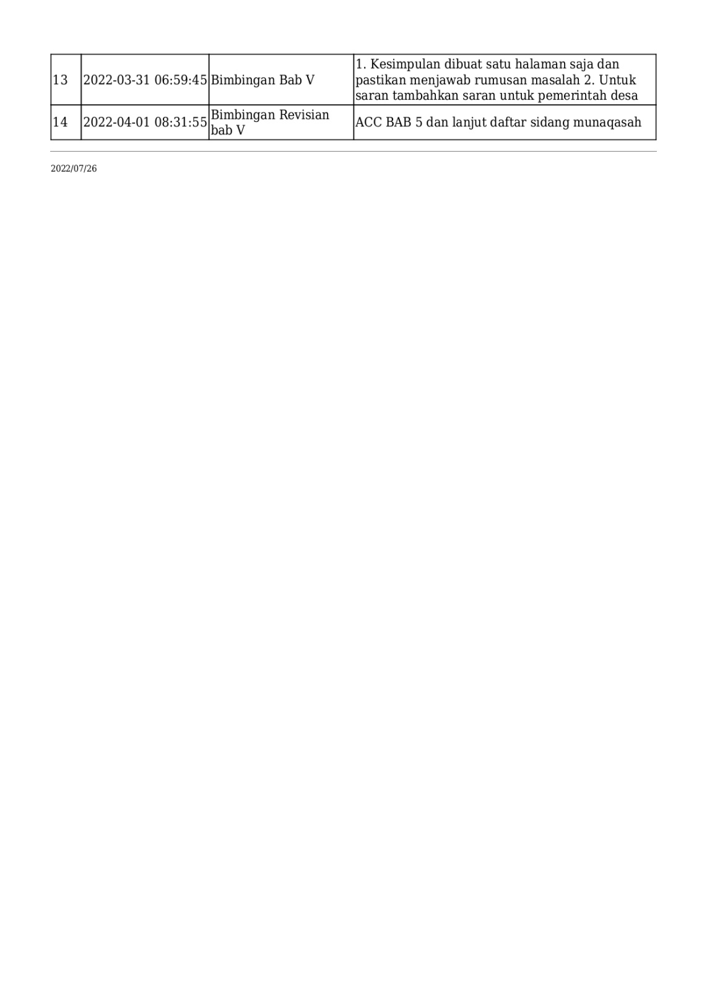 13 2022-03-31 06:59:45 Bimbingan Bab V 1. Kesimpulan dibuat satu halaman saja dan
pastikan menjawab rumusan masalah 2. Untuk
saran tambahkan saran untuk pemerintah desa
14 2022-04-01 08:31:55 Bimbingan Revisian
bab V ACC BAB 5 dan lanjut daftar sidang munaqasah
2022/07/26